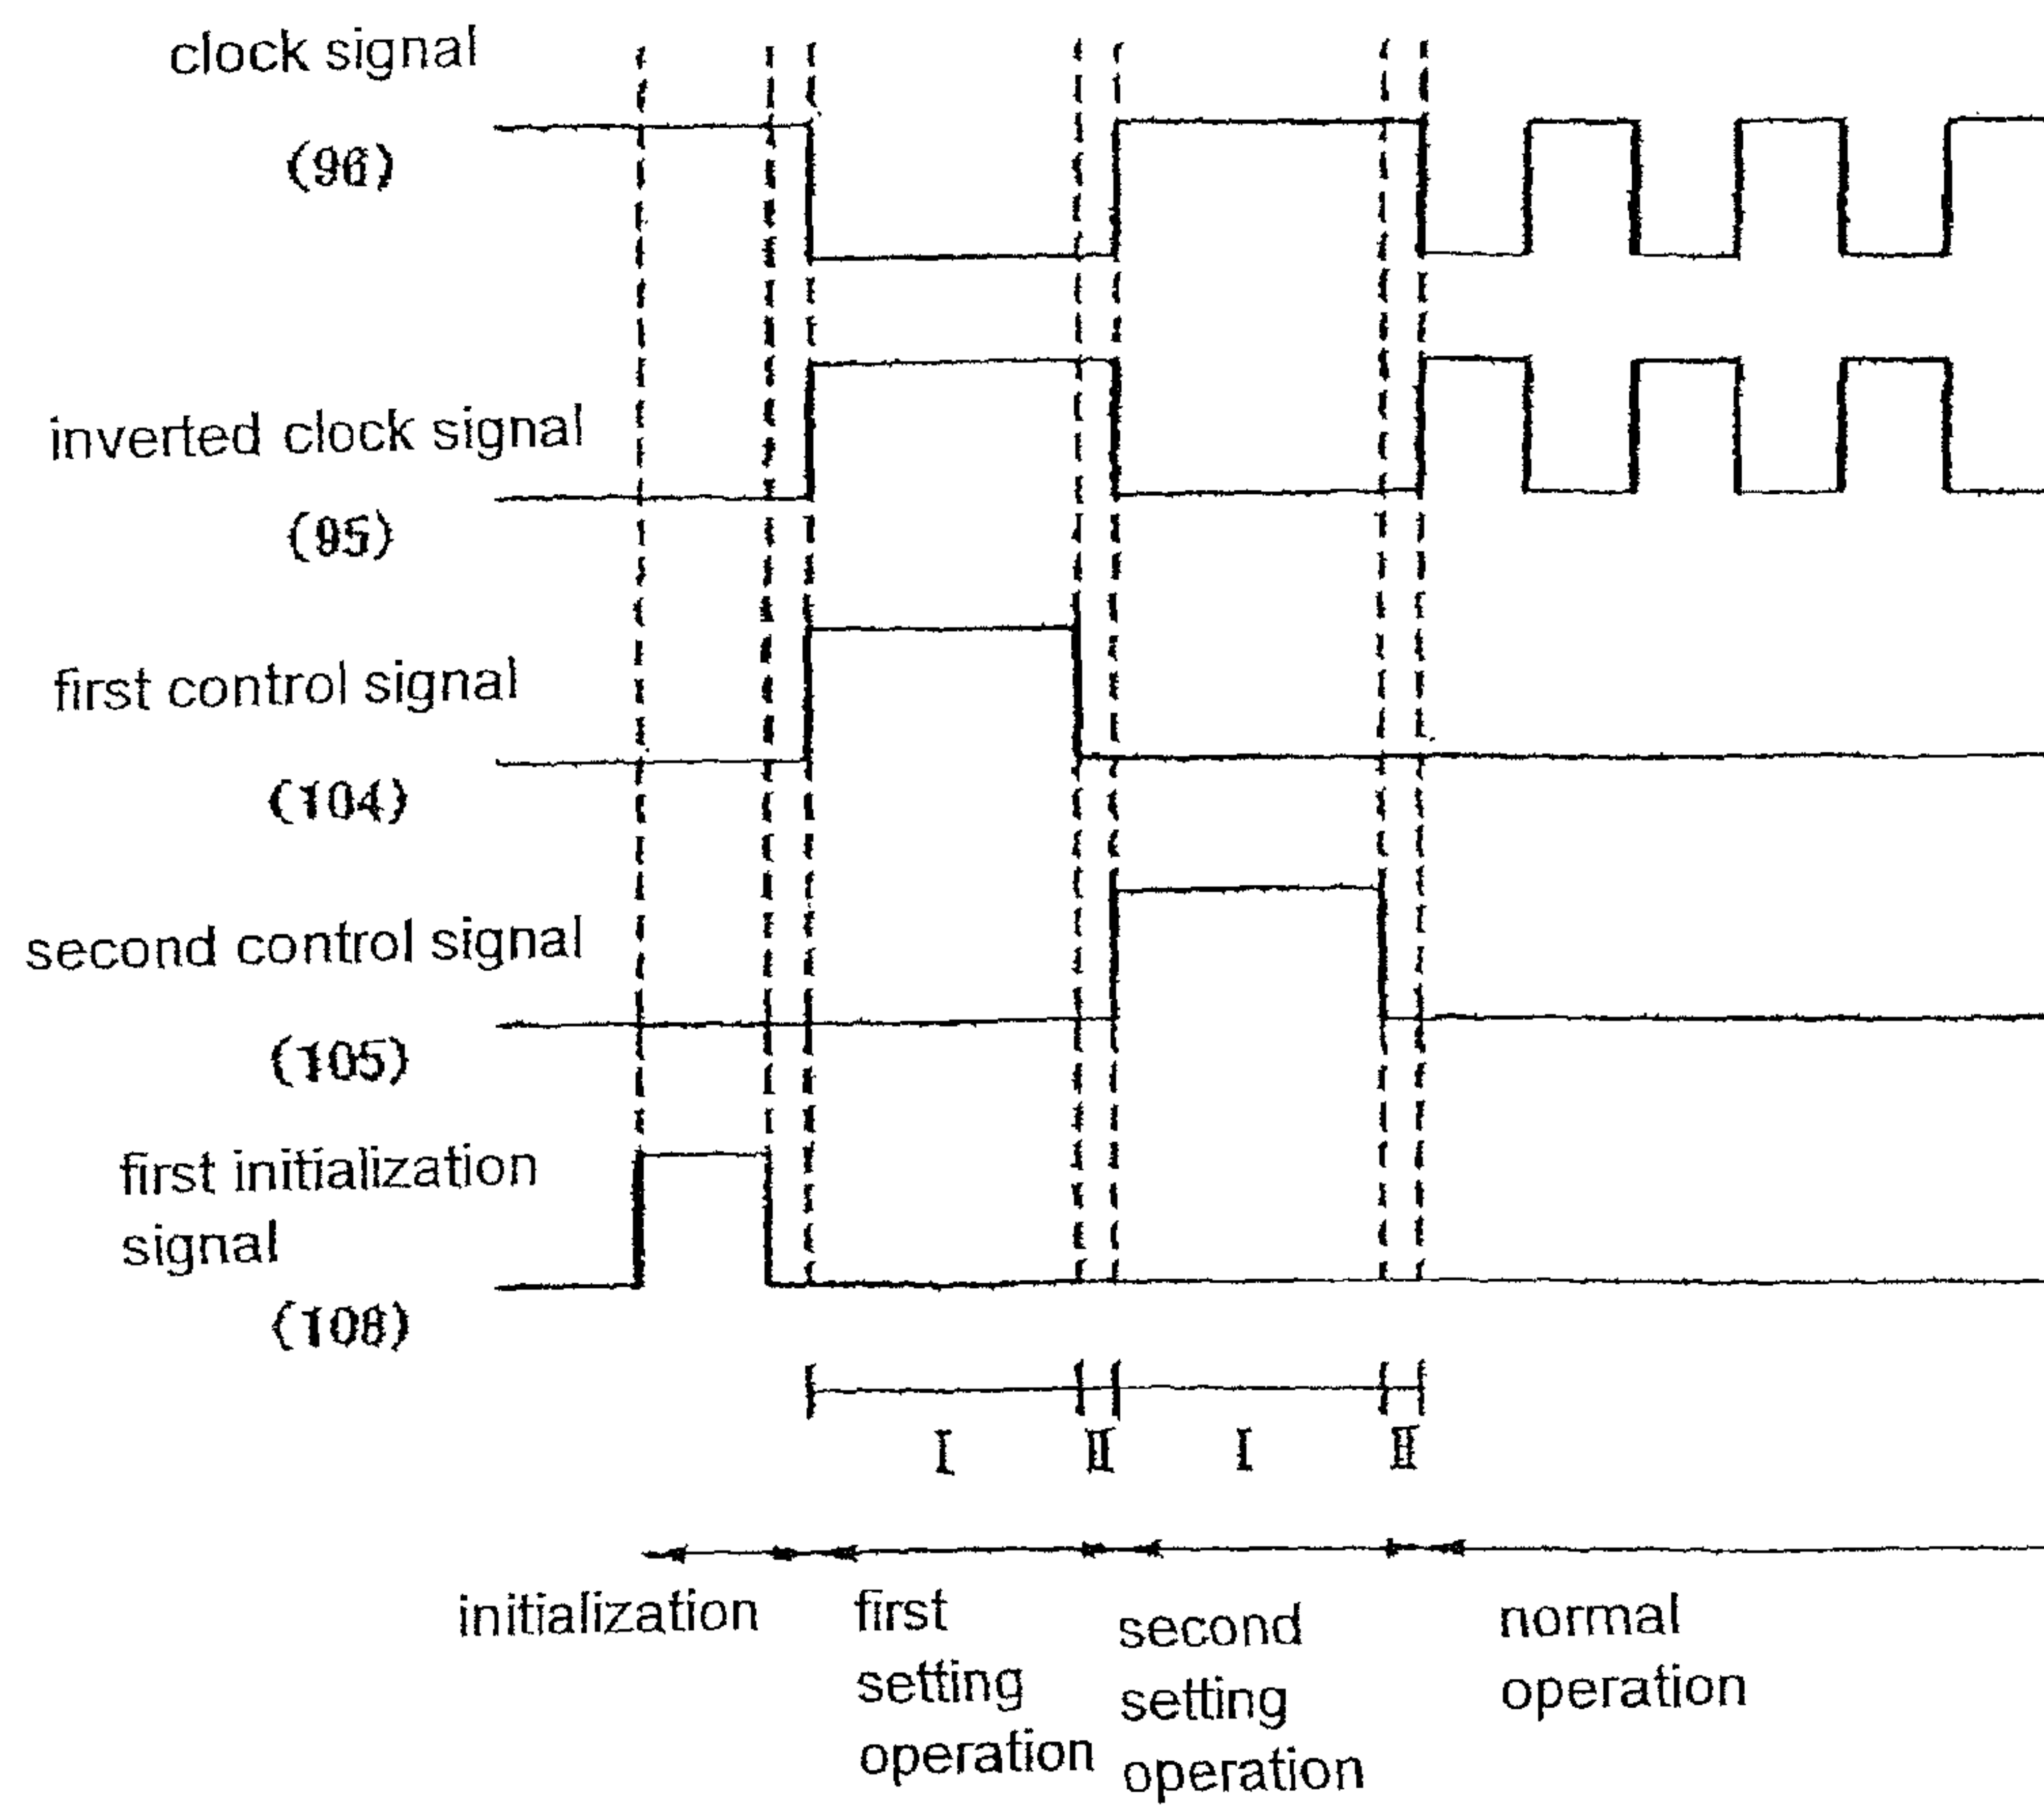 clock signal
(96)
inverted clock signal
(95)
first control signal
(104)
second control signal
(105)
first initialization
signal
(108)
I II I II
initialization
first
setting
operation
second
setting
operation
normal
operation